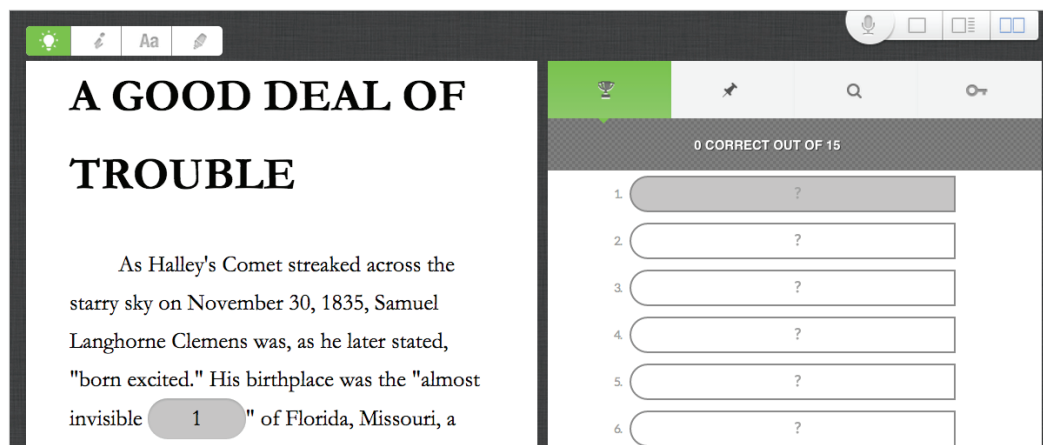 Aa
A GOOD DEAL OF
TROUBLE
As Halley's Comet streaked across the
starry sky on November 30, 1835, Samuel
Langhorne Clemens was, as he later stated,
"born excited." His birthplace was the "almost
invisible 1 " of Florida, Missouri, a
0 CORRECT OUT OF 15
1. ?
2. ?
3. ?
4. ?
5. ?
6. ?